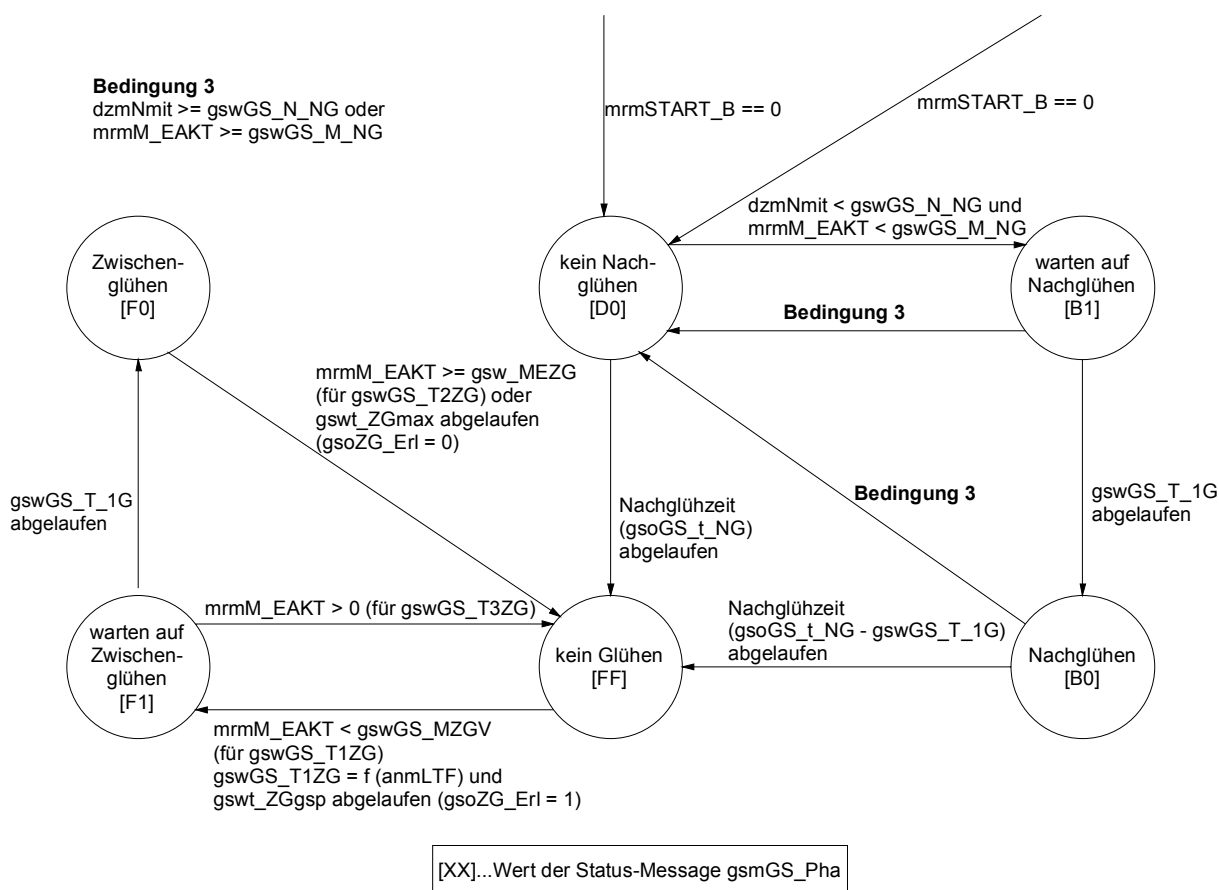 Bedingung 3
dzmNmit >= gswGS_N_NG oder
mrmM_EAKT >= gswGS_M_NG
mrmSTART_B == 0
mrmSTART_B == 0
dzmNmit < gswGS_N_NG und
mrmM_EAKT < gswGS_M_NG
Zwischen-
glühen
[F0]
kein Nach-
glühen
[D0]
warten auf
Nachglühen
[B1]
Bedingung 3
mrmM_EAKT >= gsw_MEZG
(für gswGS_T2ZG) oder
gswt_ZGmax abgelaufen
(gsoZG_Erl = 0)
gswGS_T_1G
abgelaufen
Nachglühzeit
(gsoGS_t_NG)
abgelaufen
Bedingung 3
gswGS_T_1G
abgelaufen
warten auf
Zwischen-
glühen
[F1]
mrmM_EAKT > 0 (für gswGS_T3ZG)
kein Glühen
[FF]
Nachglühzeit
(gsoGS_t_NG - gswGS_T_1G)
abgelaufen
Nachglühen
[B0]
mrmM_EAKT < gswGS_MZGV
(für gswGS_T1ZG)
gswGS_T1ZG = f (anmLTF) und
gswt_ZGgsp abgelaufen (gsoZG_Erl = 1)
[XX]...Wert der Status-Message gsmGS_Pha